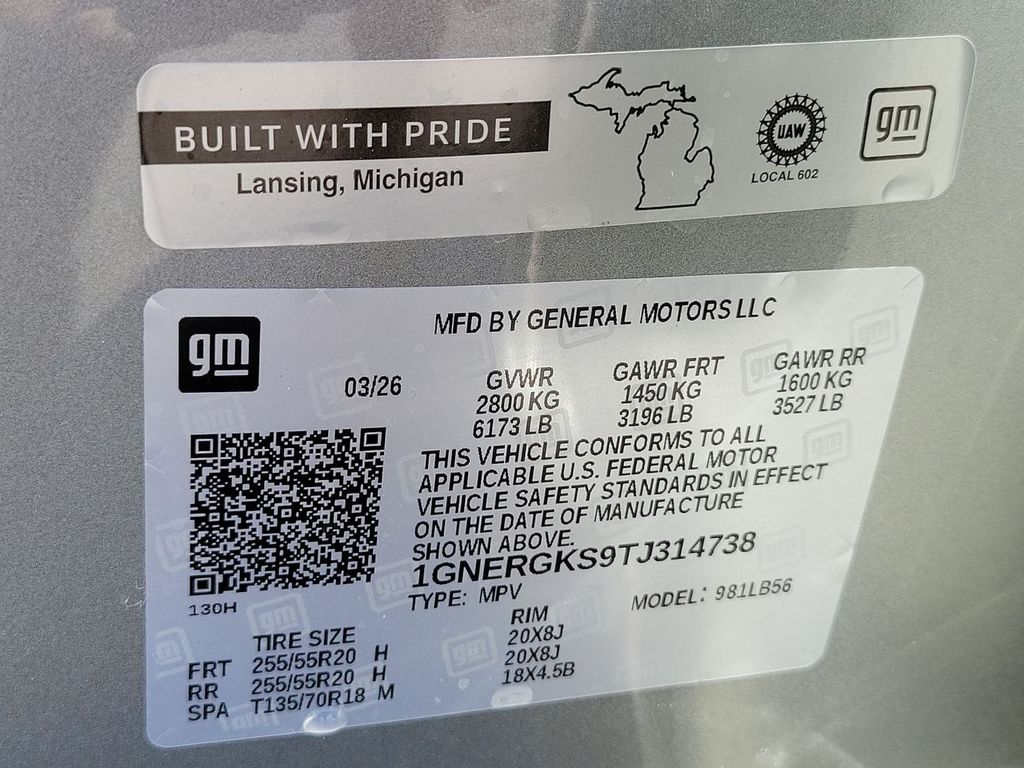 BUILT WITH PRIDE
Lansing, Michigan
UAW
LOCAL 602
gm
gm
MFD BY GENERAL MOTORS LLC
03/26
GVWR
2800 KG
6173 LB
GAWR FRT
1450 KG
3196 LB
GAWR RR
1600 KG
3527 LB
THIS VEHICLE CONFORMS TO ALL
APPLICABLE U.S. FEDERAL MOTOR
VEHICLE SAFETY STANDARDS IN EFFECT
ON THE DATE OF MANUFACTURE
SHOWN ABOVE.
1GNERGKS9TJ314738
TYPE: MPV MODEL: 981LB56
130H
TIRE SIZE RIM
FRT 255/55R20 H 20X8J
RR 255/55R20 H 20X8J
SPA T135/70R18 M 18X4.5B